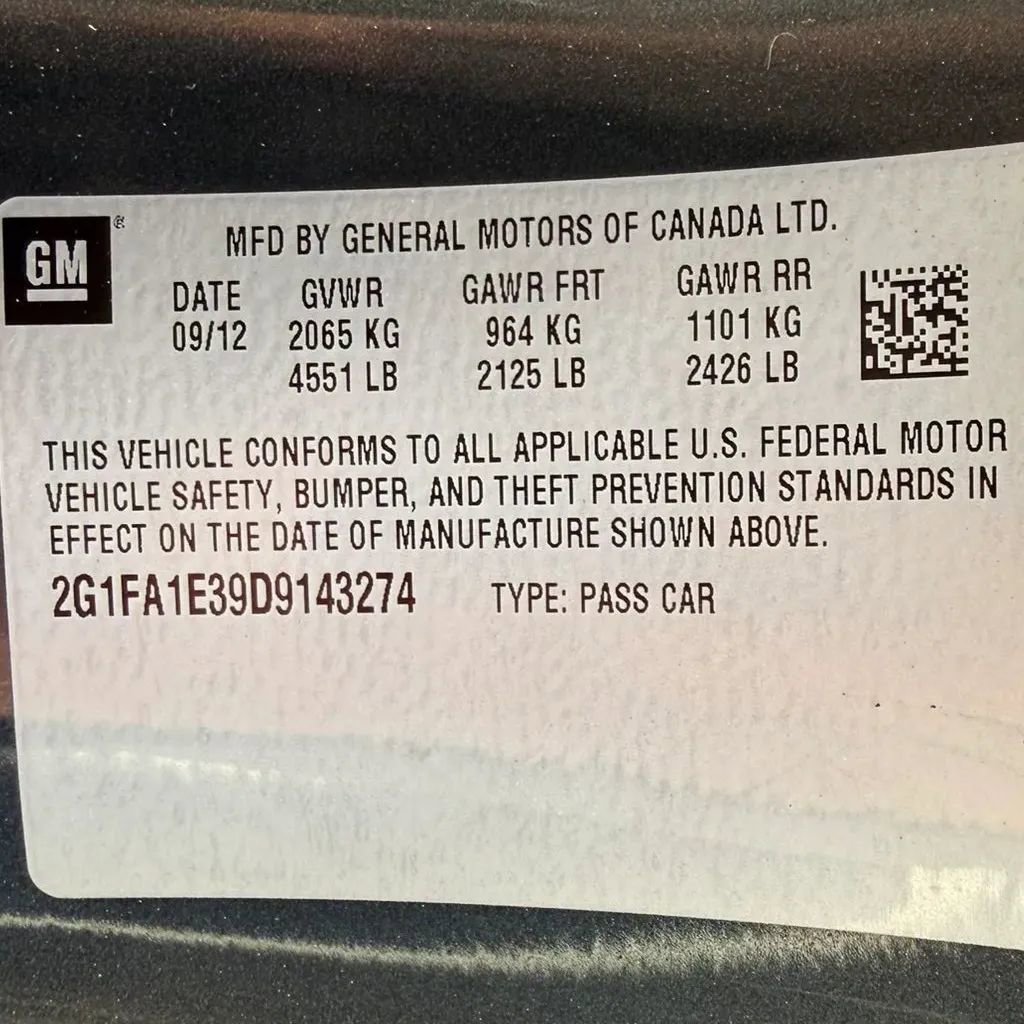 GM ®
MFD BY GENERAL MOTORS OF CANADA LTD.
DATE GVWR GAWR FRT GAWR RR
09/12 2065 KG 964 KG 1101 KG
4551 LB 2125 LB 2426 LB
THIS VEHICLE CONFORMS TO ALL APPLICABLE U.S. FEDERAL MOTOR
VEHICLE SAFETY, BUMPER, AND THEFT PREVENTION STANDARDS IN
EFFECT ON THE DATE OF MANUFACTURE SHOWN ABOVE.
2G1FA1E39D9143274 TYPE: PASS CAR